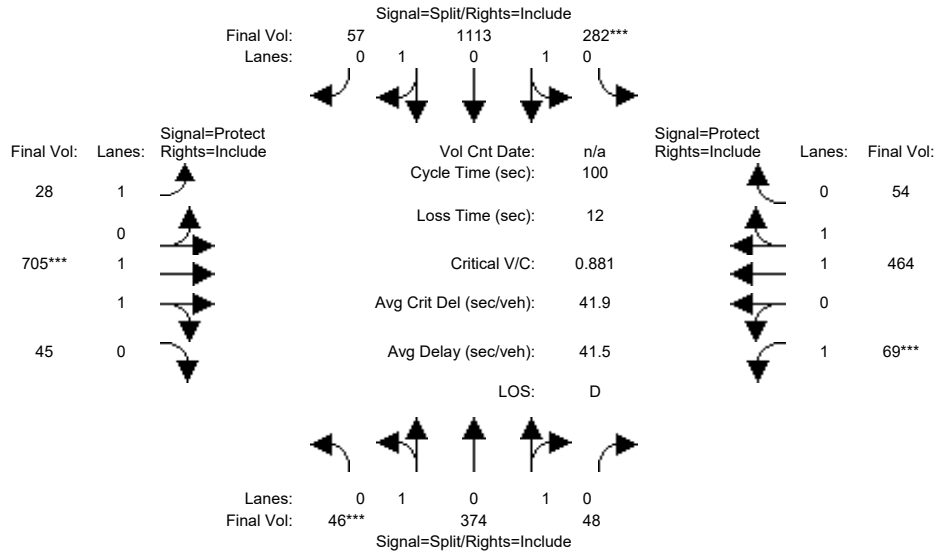 Signal=Split/Rights=Include
Final Vol: 57 1113 282***
Lanes: 0 1 0 1 0
Signal=Protect
Final Vol: Lanes: Rights=Include
Vol Cnt Date: n/a
Signal=Protect
Rights=Include Lanes: Final Vol:
Cycle Time (sec): 100
28 1
0 54
Loss Time (sec): 12
0
1
705*** 1
Critical V/C: 0.881
1 464
1
Avg Crit Del (sec/veh): 41.9
0
45 0
Avg Delay (sec/veh): 41.5
1 69***
LOS: D
Lanes: 0 1 0 1 0
Final Vol: 46*** 374 48
Signal=Split/Rights=Include